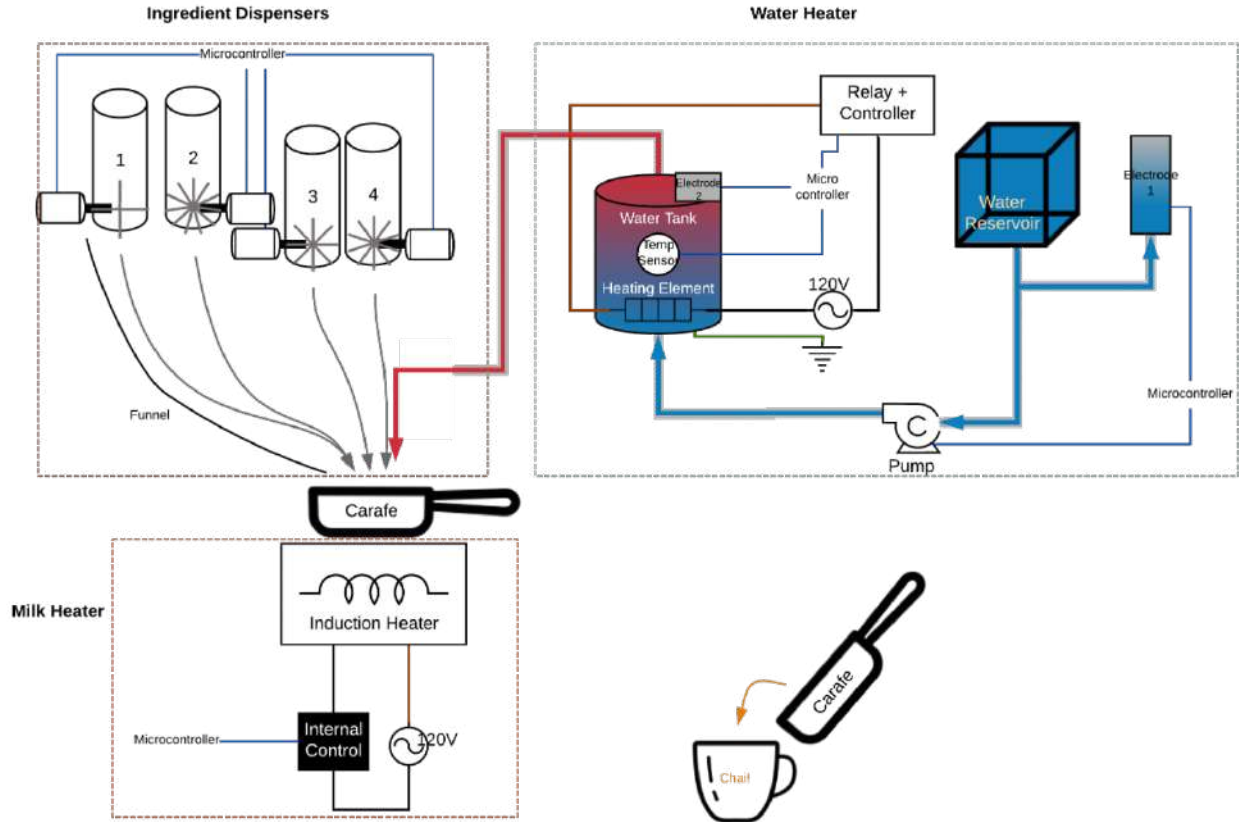 Ingredient Dispensers
Water Heater
Microcontroller
1
2
3
4
Funnel
Relay +
Controller
Electrode
2
Micro
controller
Water Tank
Temp
Sensor
Heating Element
120V
Water
Reservoir
Electrode
1
Microcontroller
C
Pump
Carafe
Milk Heater
Induction Heater
Internal
Control
120V
Microcontroller
Carafe
Chai!